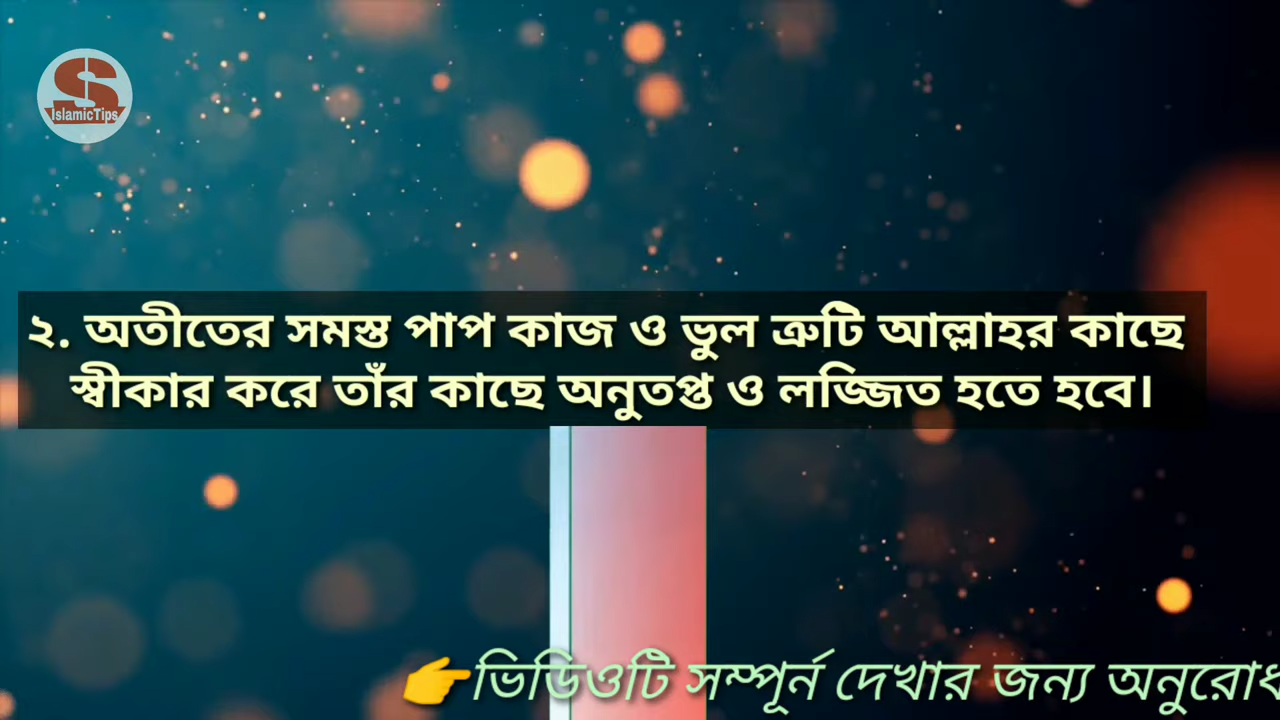 S
IslamicTips
২. অতীতের সমস্ত পাপ কাজ ও ভুল ত্রুটি আল্লাহর কাছে
স্বীকার করে তাঁর কাছে অনুতপ্ত ও লজ্জিত হতে হবে।
👉ভিডিওটি সম্পূর্ন দেখার জন্য অনুরোধ